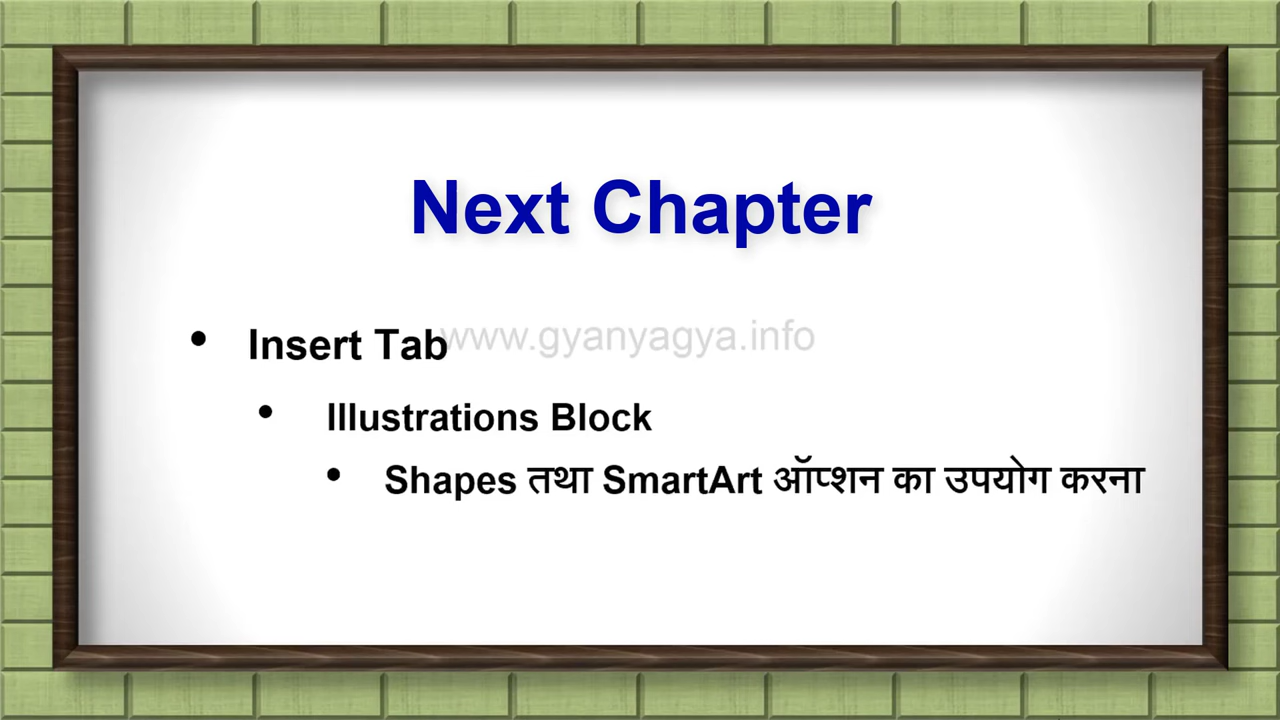 Next Chapter
• Insert Tab
www.gyanyagya.info
• Illustrations Block
• Shapes तथा SmartArt ऑप्शन का उपयोग करना